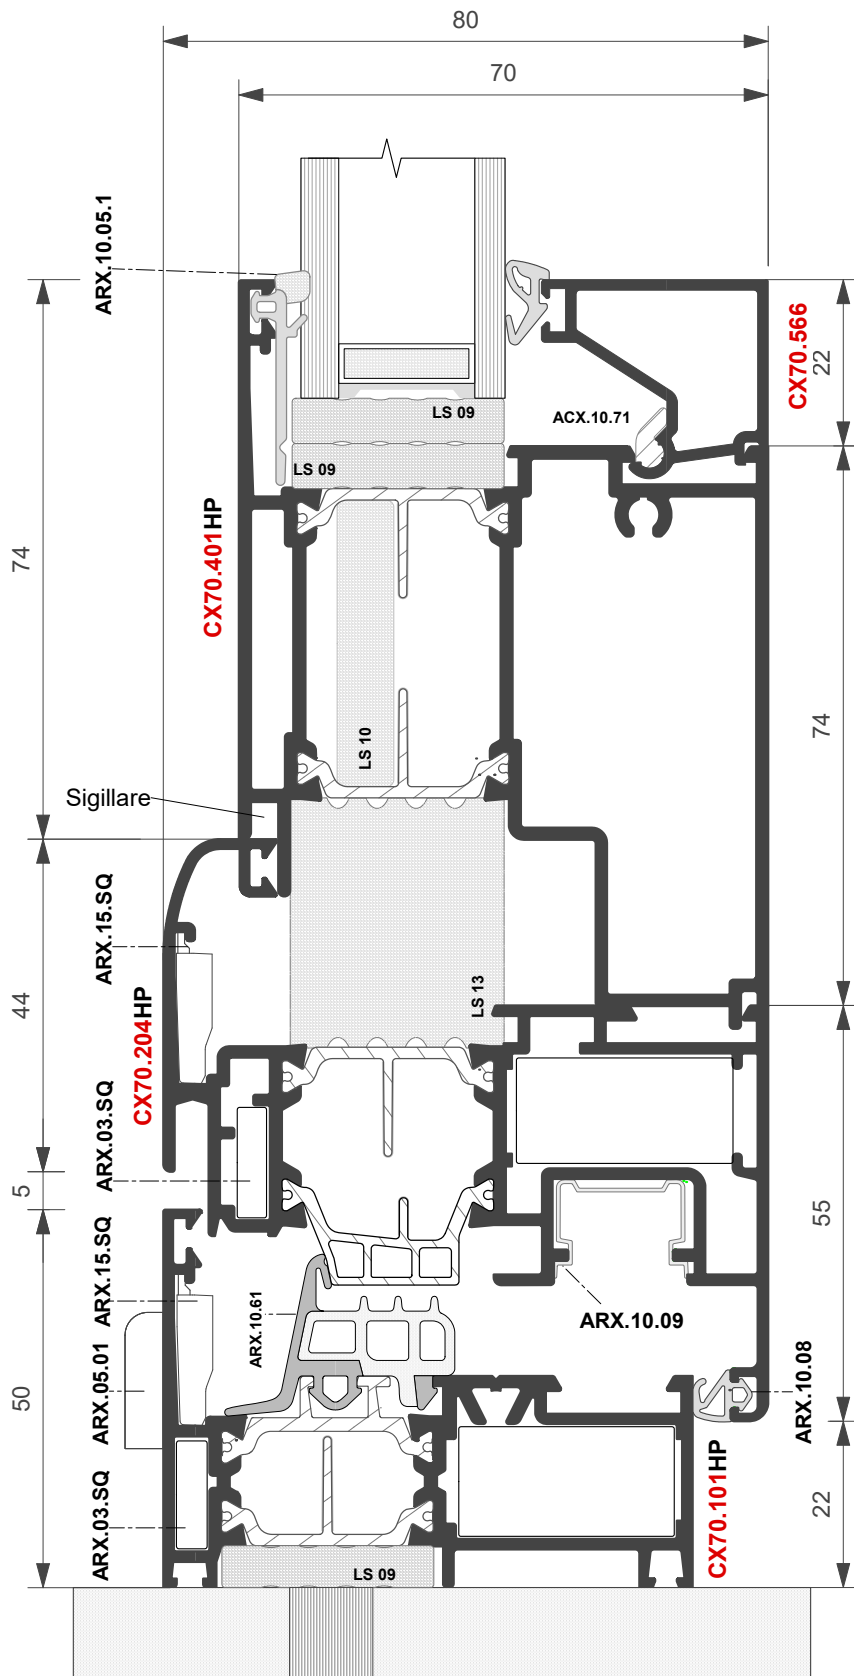 80
70
ARX.10.05.1
CX70.566
22
LS 09
ACX.10.71
LS 09
74
CX70.401HP
LS 10
74
Sigillare
ARX.15.SQ
LS 13
44
CX70.204HP
ARX.03.SQ
5
55
ARX.15.SQ
ARX.10.61
ARX.10.09
50
ARX.05.01
ARX.10.08
ARX.03.SQ
CX70.101HP
22
LS 09